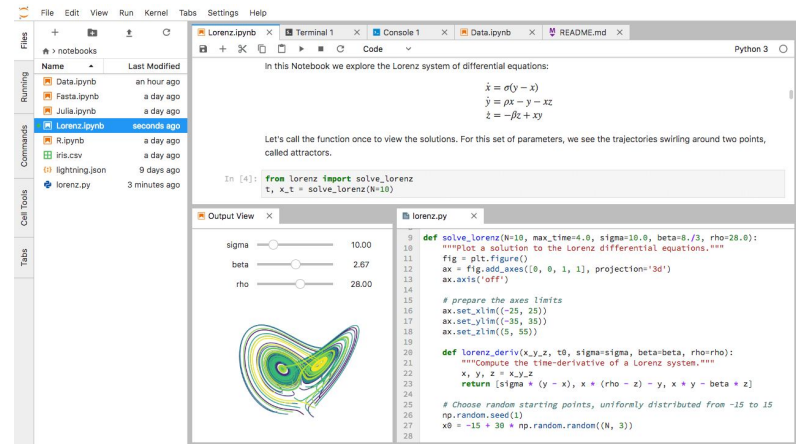 File Edit View Run Kernel Tabs Settings Help
Files
Running
Commands
Cell Tools
Tabs
> notebooks
Name Last Modified
Data.ipynb an hour ago
Fasta.ipynb a day ago
Julia.ipynb a day ago
Lorenz.ipynb seconds ago
R.ipynb a day ago
iris.csv a day ago
lightning.json 9 days ago
lorenz.py 3 minutes ago
Lorenz.ipynb Terminal 1 Console 1 Data.ipynb README.md
Code Python 3
In this Notebook we explore the Lorenz system of differential equations:
ẋ = σ(y − x)
ẏ = ρx − y − xz
ż = −βz + xy
Let's call the function once to view the solutions. For this set of parameters, we see the trajectories swirling around two points,
called attractors.
In [4]: from lorenz import solve_lorenz
t, x_t = solve_lorenz(N=10)
Output View
sigma 10.00
beta 2.67
rho 28.00
lorenz.py
9 def solve_lorenz(N=10, max_time=4.0, sigma=10.0, beta=8./3, rho=28.0):
10 """Plot a solution to the Lorenz differential equations."""
11 fig = plt.figure()
12 ax = fig.add_axes([0, 0, 1, 1], projection='3d')
13 ax.axis('off')
14
15 # prepare the axes limits
16 ax.set_xlim((-25, 25))
17 ax.set_ylim((-35, 35))
18 ax.set_zlim((5, 55))
19
20 def lorenz_deriv(x_y_z, t0, sigma=sigma, beta=beta, rho=rho):
21 """Compute the time-derivative of a Lorenz system."""
22 x, y, z = x_y_z
23 return [sigma * (y - x), x * (rho - z) - y, x * y - beta * z]
24
25 # Choose random starting points, uniformly distributed from -15 to 15
26 np.random.seed(1)
27 x0 = -15 + 30 * np.random.random((N, 3))
28